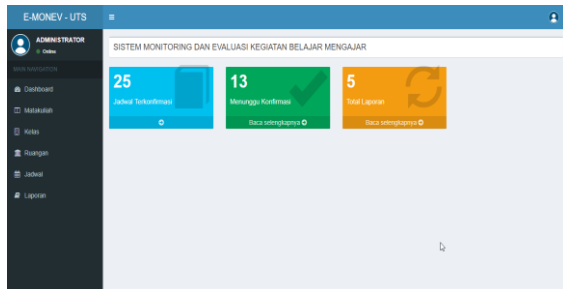 E-MONEV - UTS
ADMINISTRATOR
Online
MAIN NAVIGATION
Dashboard
Matakuliah
Kelas
Ruangan
Jadwal
Laporan
SISTEM MONITORING DAN EVALUASI KEGIATAN BELAJAR MENGAJAR
25
Jadwal Terkonfirmasi
13
Menunggu Konfirmasi
Baca selengkapnya
5
Total Laporan
Baca selengkapnya